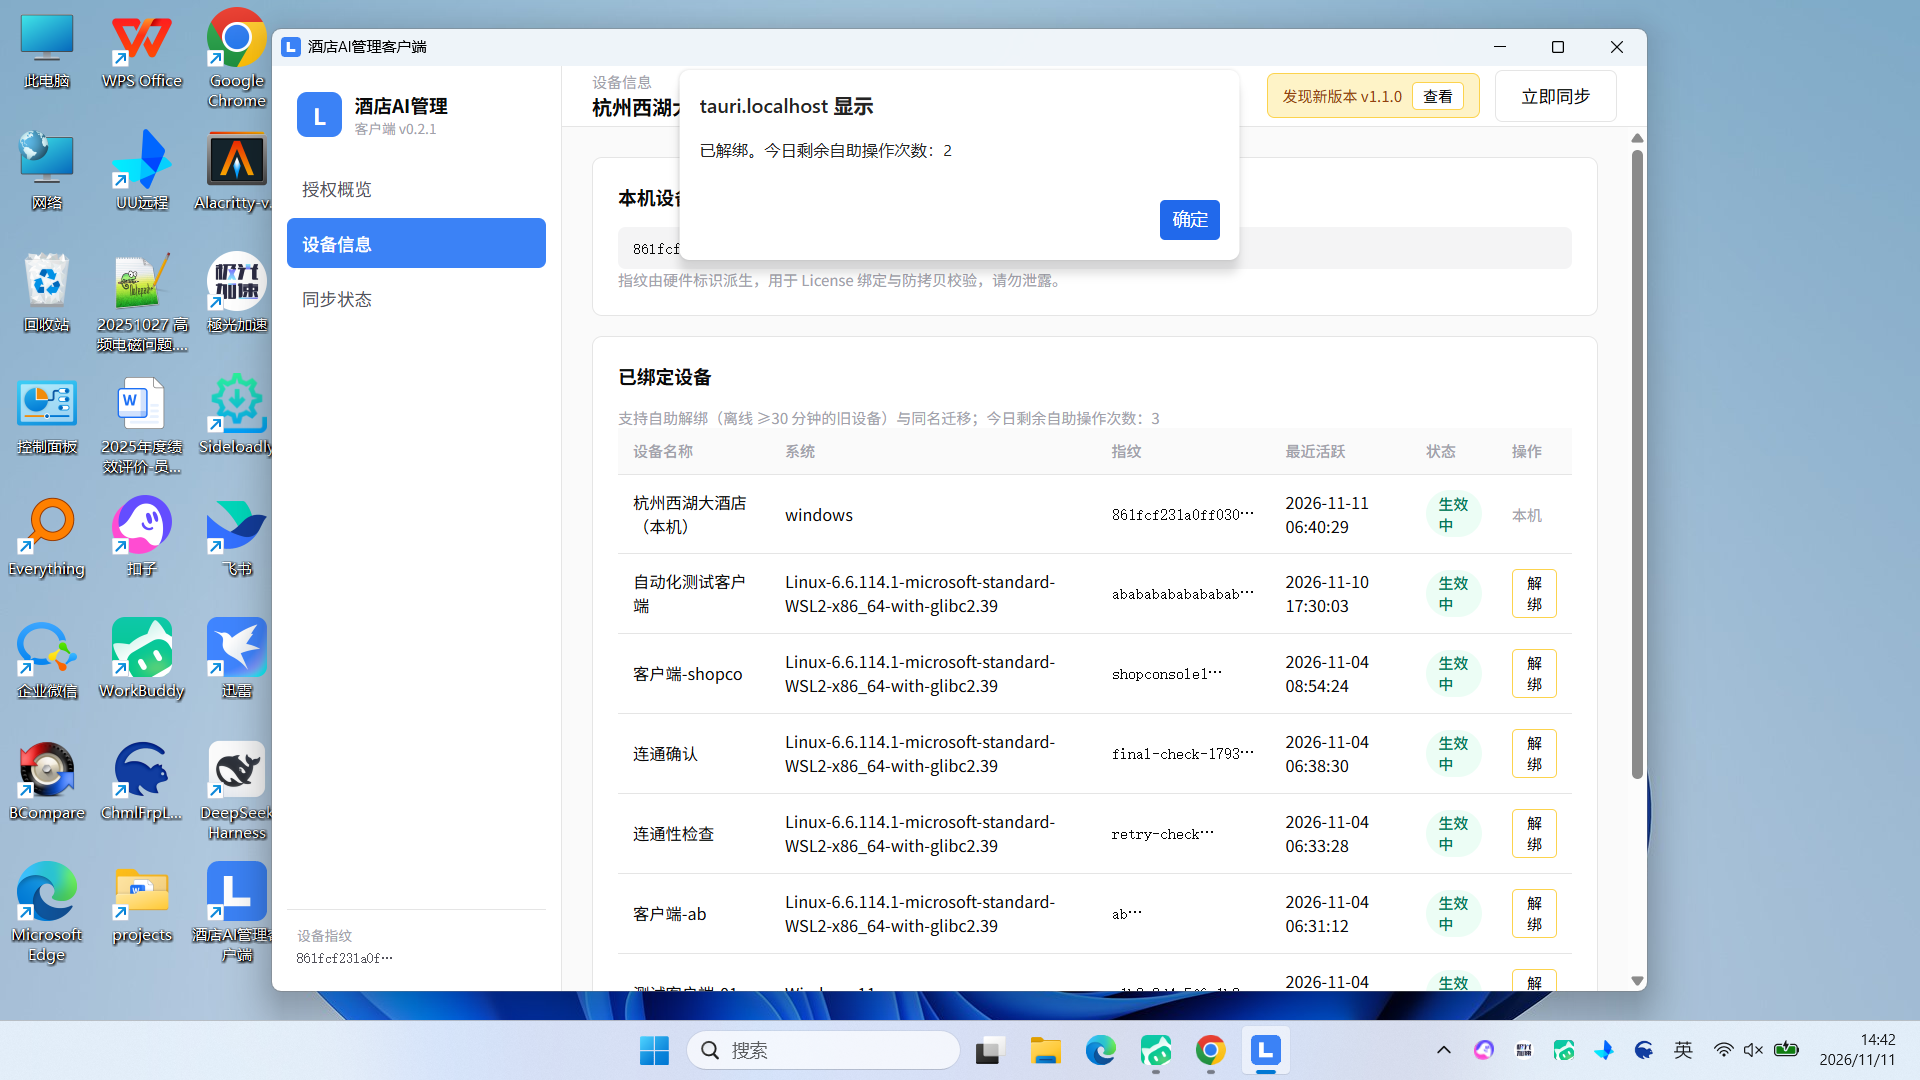 此电脑
WPS Office
Google Chrome
网络
UU远程
Alacritty-v.
回收站
20251027 高频电磁问题....
極光加速
控制面板
2025年度绩效评价-员...
Sideloadly
Everything
扣子
飞书
企业微信
WorkBuddy
迅雷
BCompare
ChmlFrpL...
DeepSeek Harness
Microsoft Edge
projects
酒店AI管理客户端
酒店AI管理客户端
L
酒店AI管理
客户端 v0.2.1
授权概览
设备信息
同步状态
设备指纹
861fcf231a0f…
设备信息
杭州西湖大
发现新版本 v1.1.0
查看
立即同步
tauri.localhost 显示
已解绑。今日剩余自助操作次数：2
确定
本机设备
861fcf
指纹由硬件标识派生，用于 License 绑定与防拷贝校验，请勿泄露。
已绑定设备
支持自助解绑（离线 ≥30 分钟的旧设备）与同名迁移；今日剩余自助操作次数：3
设备名称 系统 指纹 最近活跃 状态 操作
杭州西湖大酒店（本机） windows 861fcf231a0ff030… 2026-11-11 06:40:29 生效中 本机
自动化测试客户端 Linux-6.6.114.1-microsoft-standard-WSL2-x86_64-with-glibc2.39 abababababababab… 2026-11-10 17:30:03 生效中 解绑
客户端-shopco Linux-6.6.114.1-microsoft-standard-WSL2-x86_64-with-glibc2.39 shopconsole1… 2026-11-04 08:54:24 生效中 解绑
连通确认 Linux-6.6.114.1-microsoft-standard-WSL2-x86_64-with-glibc2.39 final-check-1793… 2026-11-04 06:38:30 生效中 解绑
连通性检查 Linux-6.6.114.1-microsoft-standard-WSL2-x86_64-with-glibc2.39 retry-check… 2026-11-04 06:33:28 生效中 解绑
客户端-ab Linux-6.6.114.1-microsoft-standard-WSL2-x86_64-with-glibc2.39 ab… 2026-11-04 06:31:12 生效中 解绑
2026-11-04 生效 解
搜索
英
14:42
2026/11/11